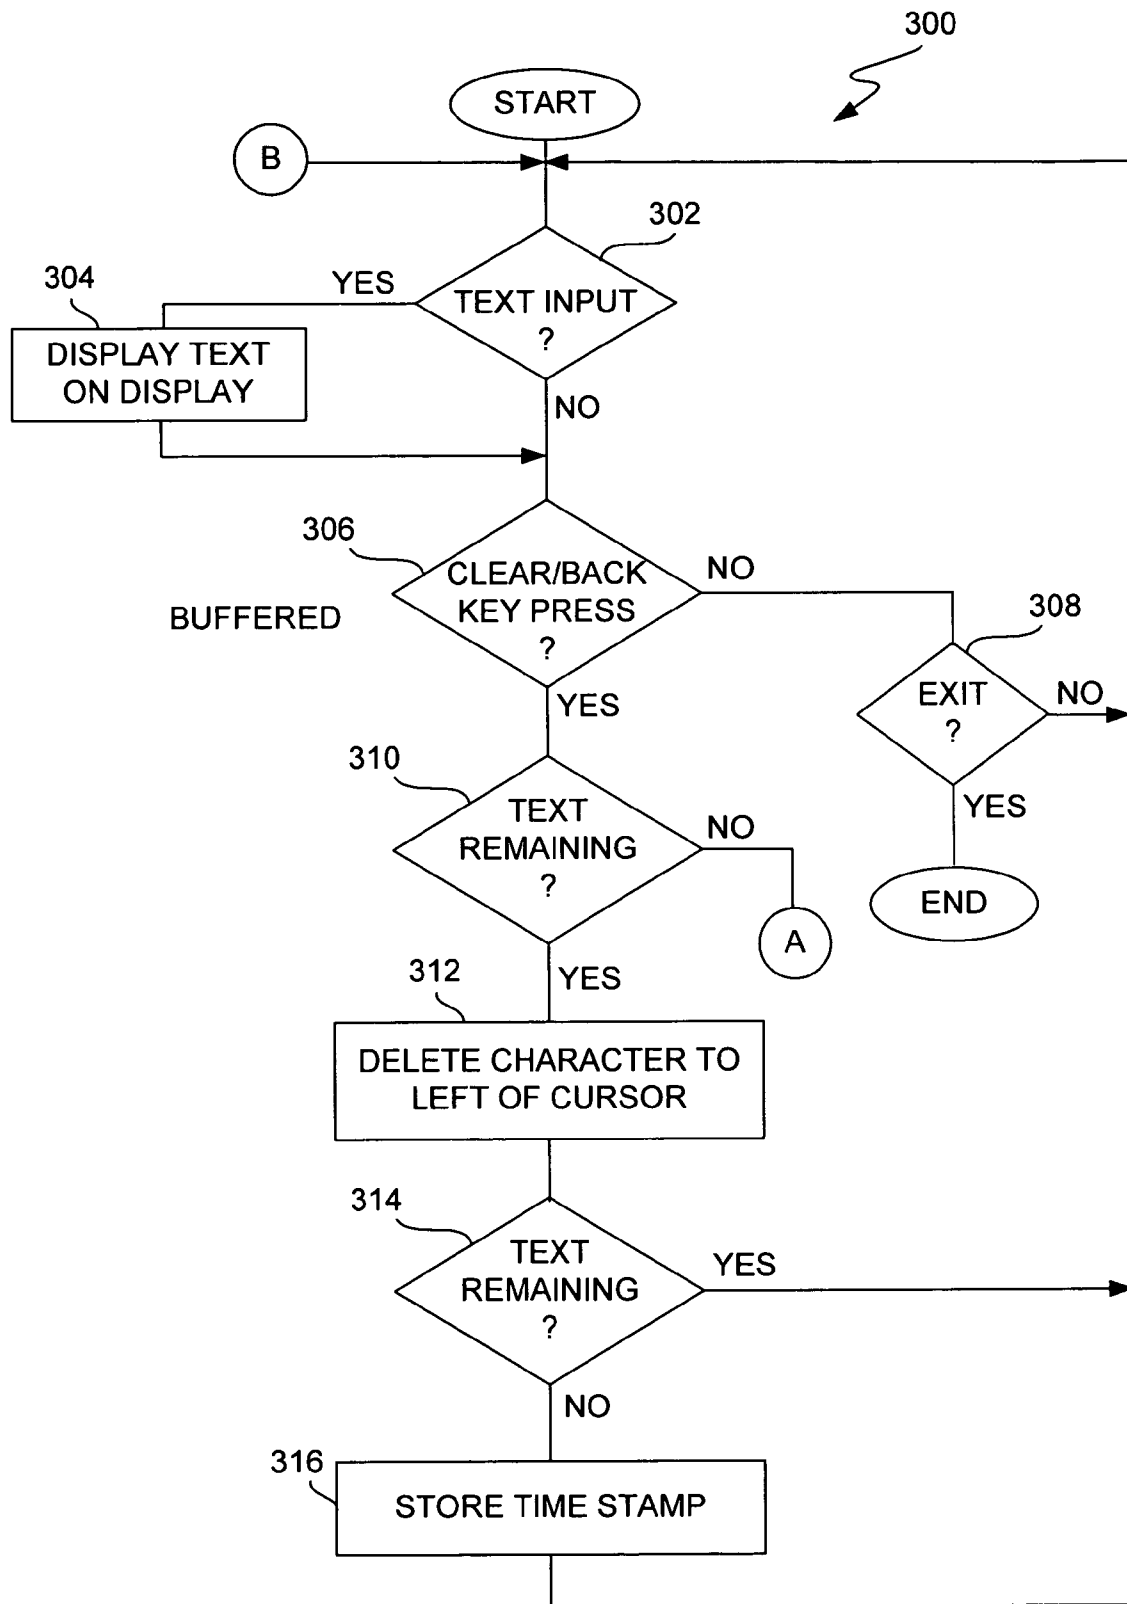 300
START
B
302
304
YES
TEXT INPUT
?
DISPLAY TEXT
ON DISPLAY
NO
306
CLEAR/BACK
KEY PRESS
?
NO
BUFFERED
308
EXIT
?
NO
YES
310
TEXT
REMAINING
?
NO
YES
END
A
312
YES
DELETE CHARACTER TO
LEFT OF CURSOR
314
TEXT
REMAINING
?
YES
NO
316
STORE TIME STAMP